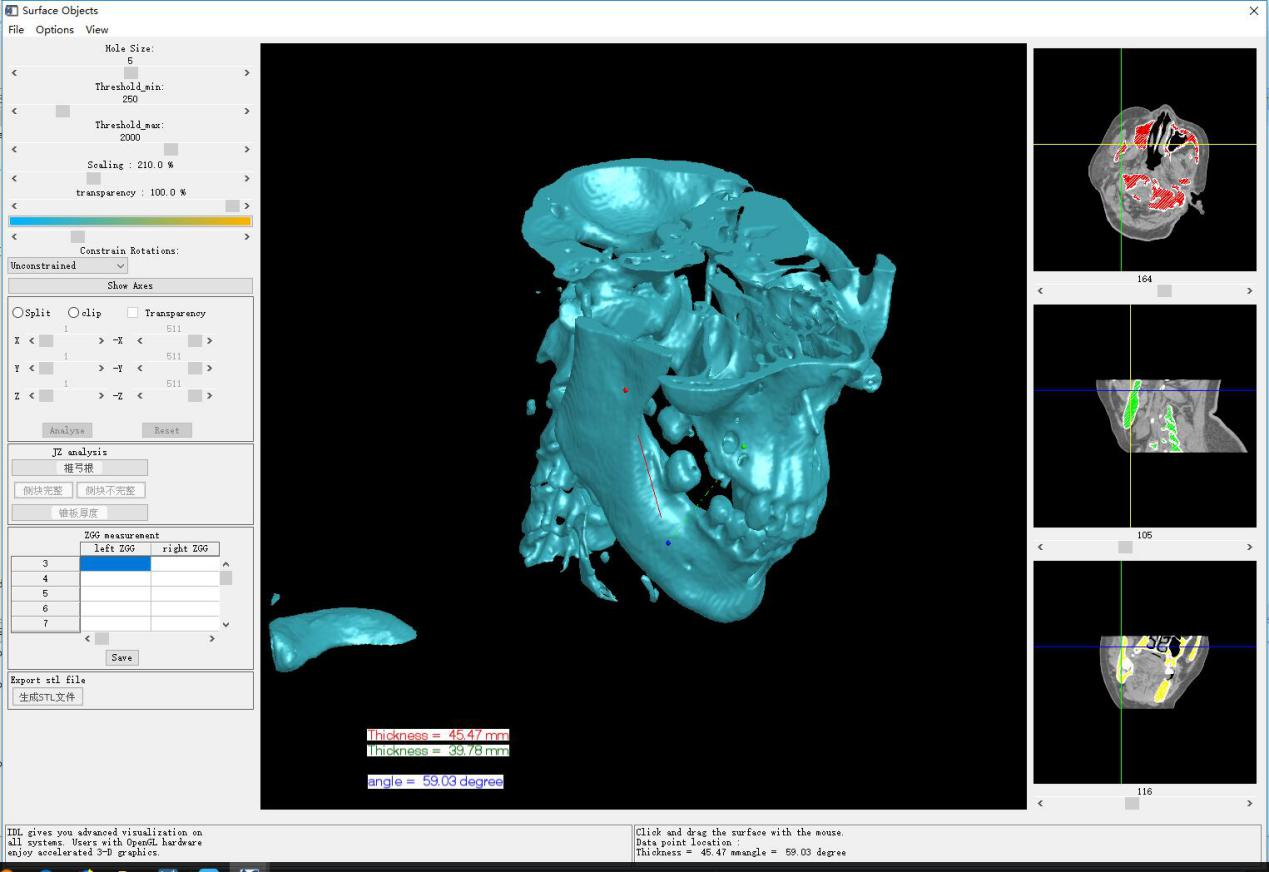 Surface Objects
File Options View
Hole Size:
5
Threshold_min:
250
Threshold_max:
2000
Scaling : 210.0 %
transparency : 100.0 %
Constrain Rotations:
Unconstrained
Show Axes
Split clip Transparency
1 511
X -X
1 511
Y -Y
1 511
Z -Z
Analyse Reset
JZ analysis
椎弓根
侧块完整 侧块不完整
锥板厚度
ZGG measurement
left ZGG right ZGG
3
4
5
6
7
Save
Export stl file
生成STL文件
Thickness = 45.47 mm
Thickness = 39.78 mm
angle = 59.03 degree
164
105
116
IDL gives you advanced visualization on
all systems. Users with OpenGL hardware
enjoy accelerated 3-D graphics.
Click and drag the surface with the mouse.
Data point location :
Thickness = 45.47 mmangle = 59.03 degree